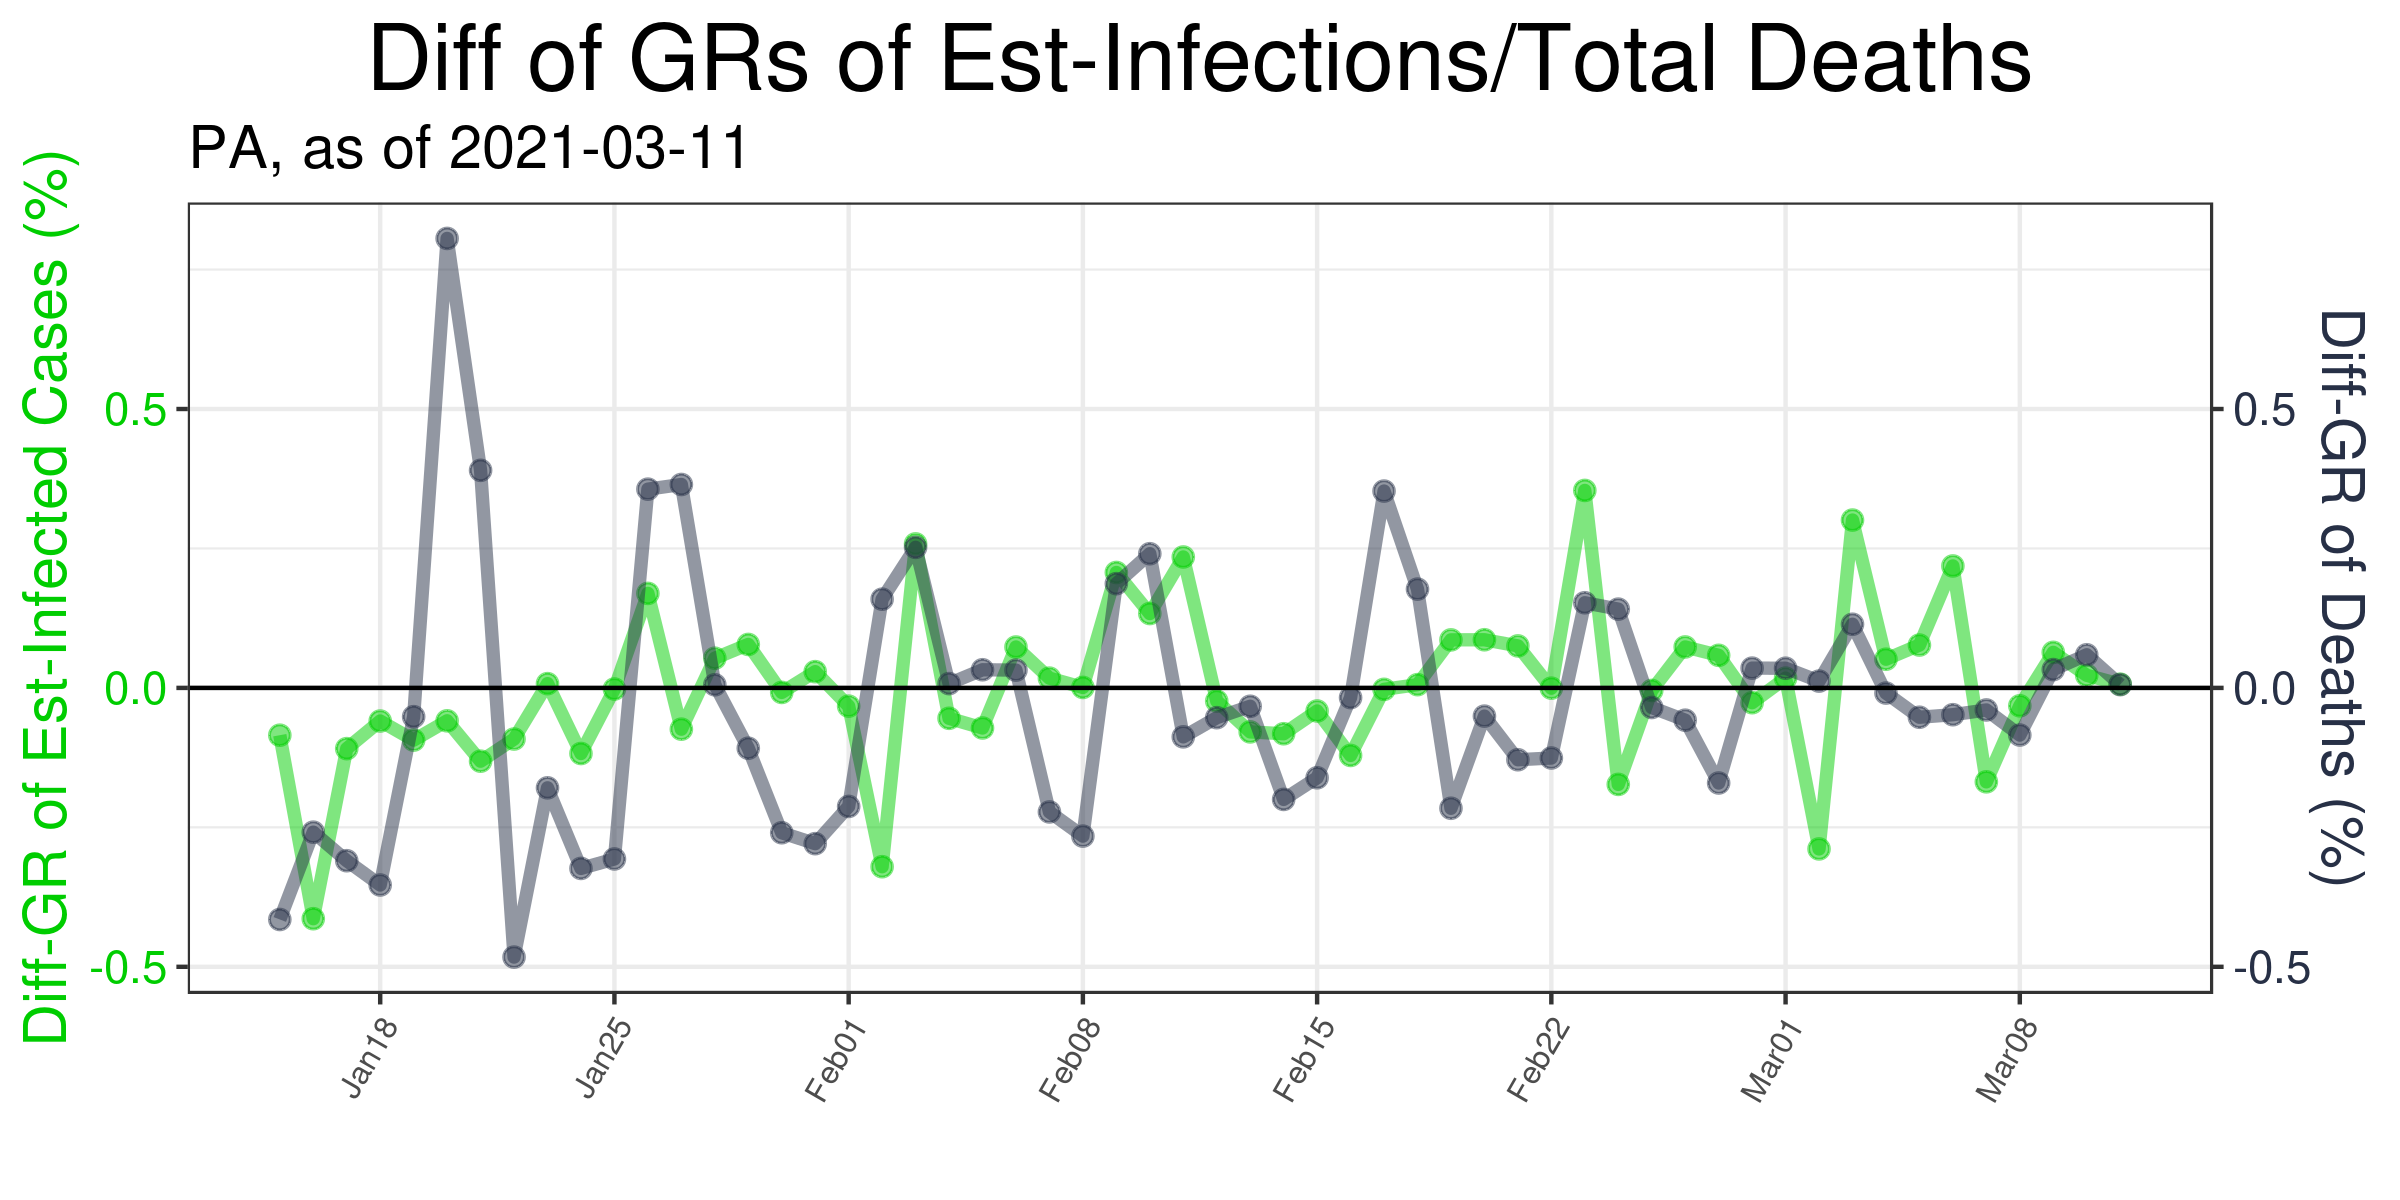 Diff of GRs of Est-Infections/Total Deaths
PA, as of 2021-03-11
Diff-GR of Est-Infected Cases (%)
0.5
0.0
-0.5
0.5
0.0
-0.5
Diff-GR of Deaths (%)
Jan18
Jan25
Feb01
Feb08
Feb15
Feb22
Mar01
Mar08